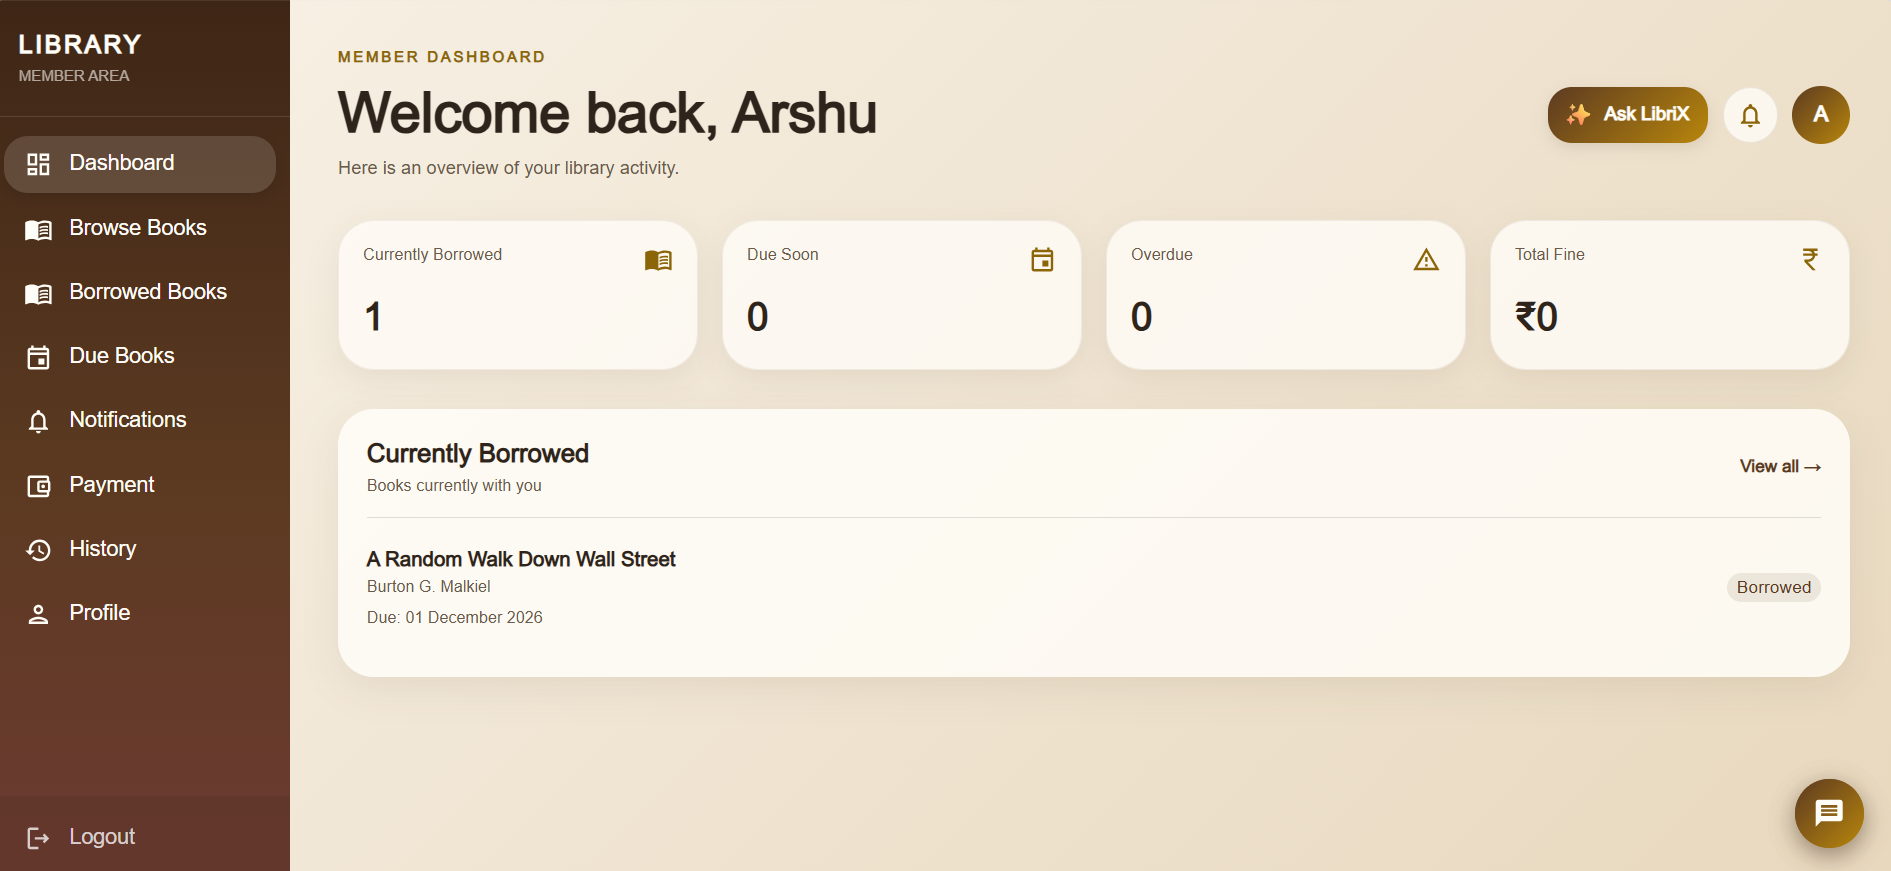 LIBRARY
MEMBER AREA
Dashboard
Browse Books
Borrowed Books
Due Books
Notifications
Payment
History
Profile
Logout
MEMBER DASHBOARD
Welcome back, Arshu
Here is an overview of your library activity.
Ask LibriX
A
Currently Borrowed
1
Due Soon
0
Overdue
0
Total Fine
₹
₹0
Currently Borrowed
Books currently with you
View all →
A Random Walk Down Wall Street
Burton G. Malkiel
Due: 01 December 2026
Borrowed